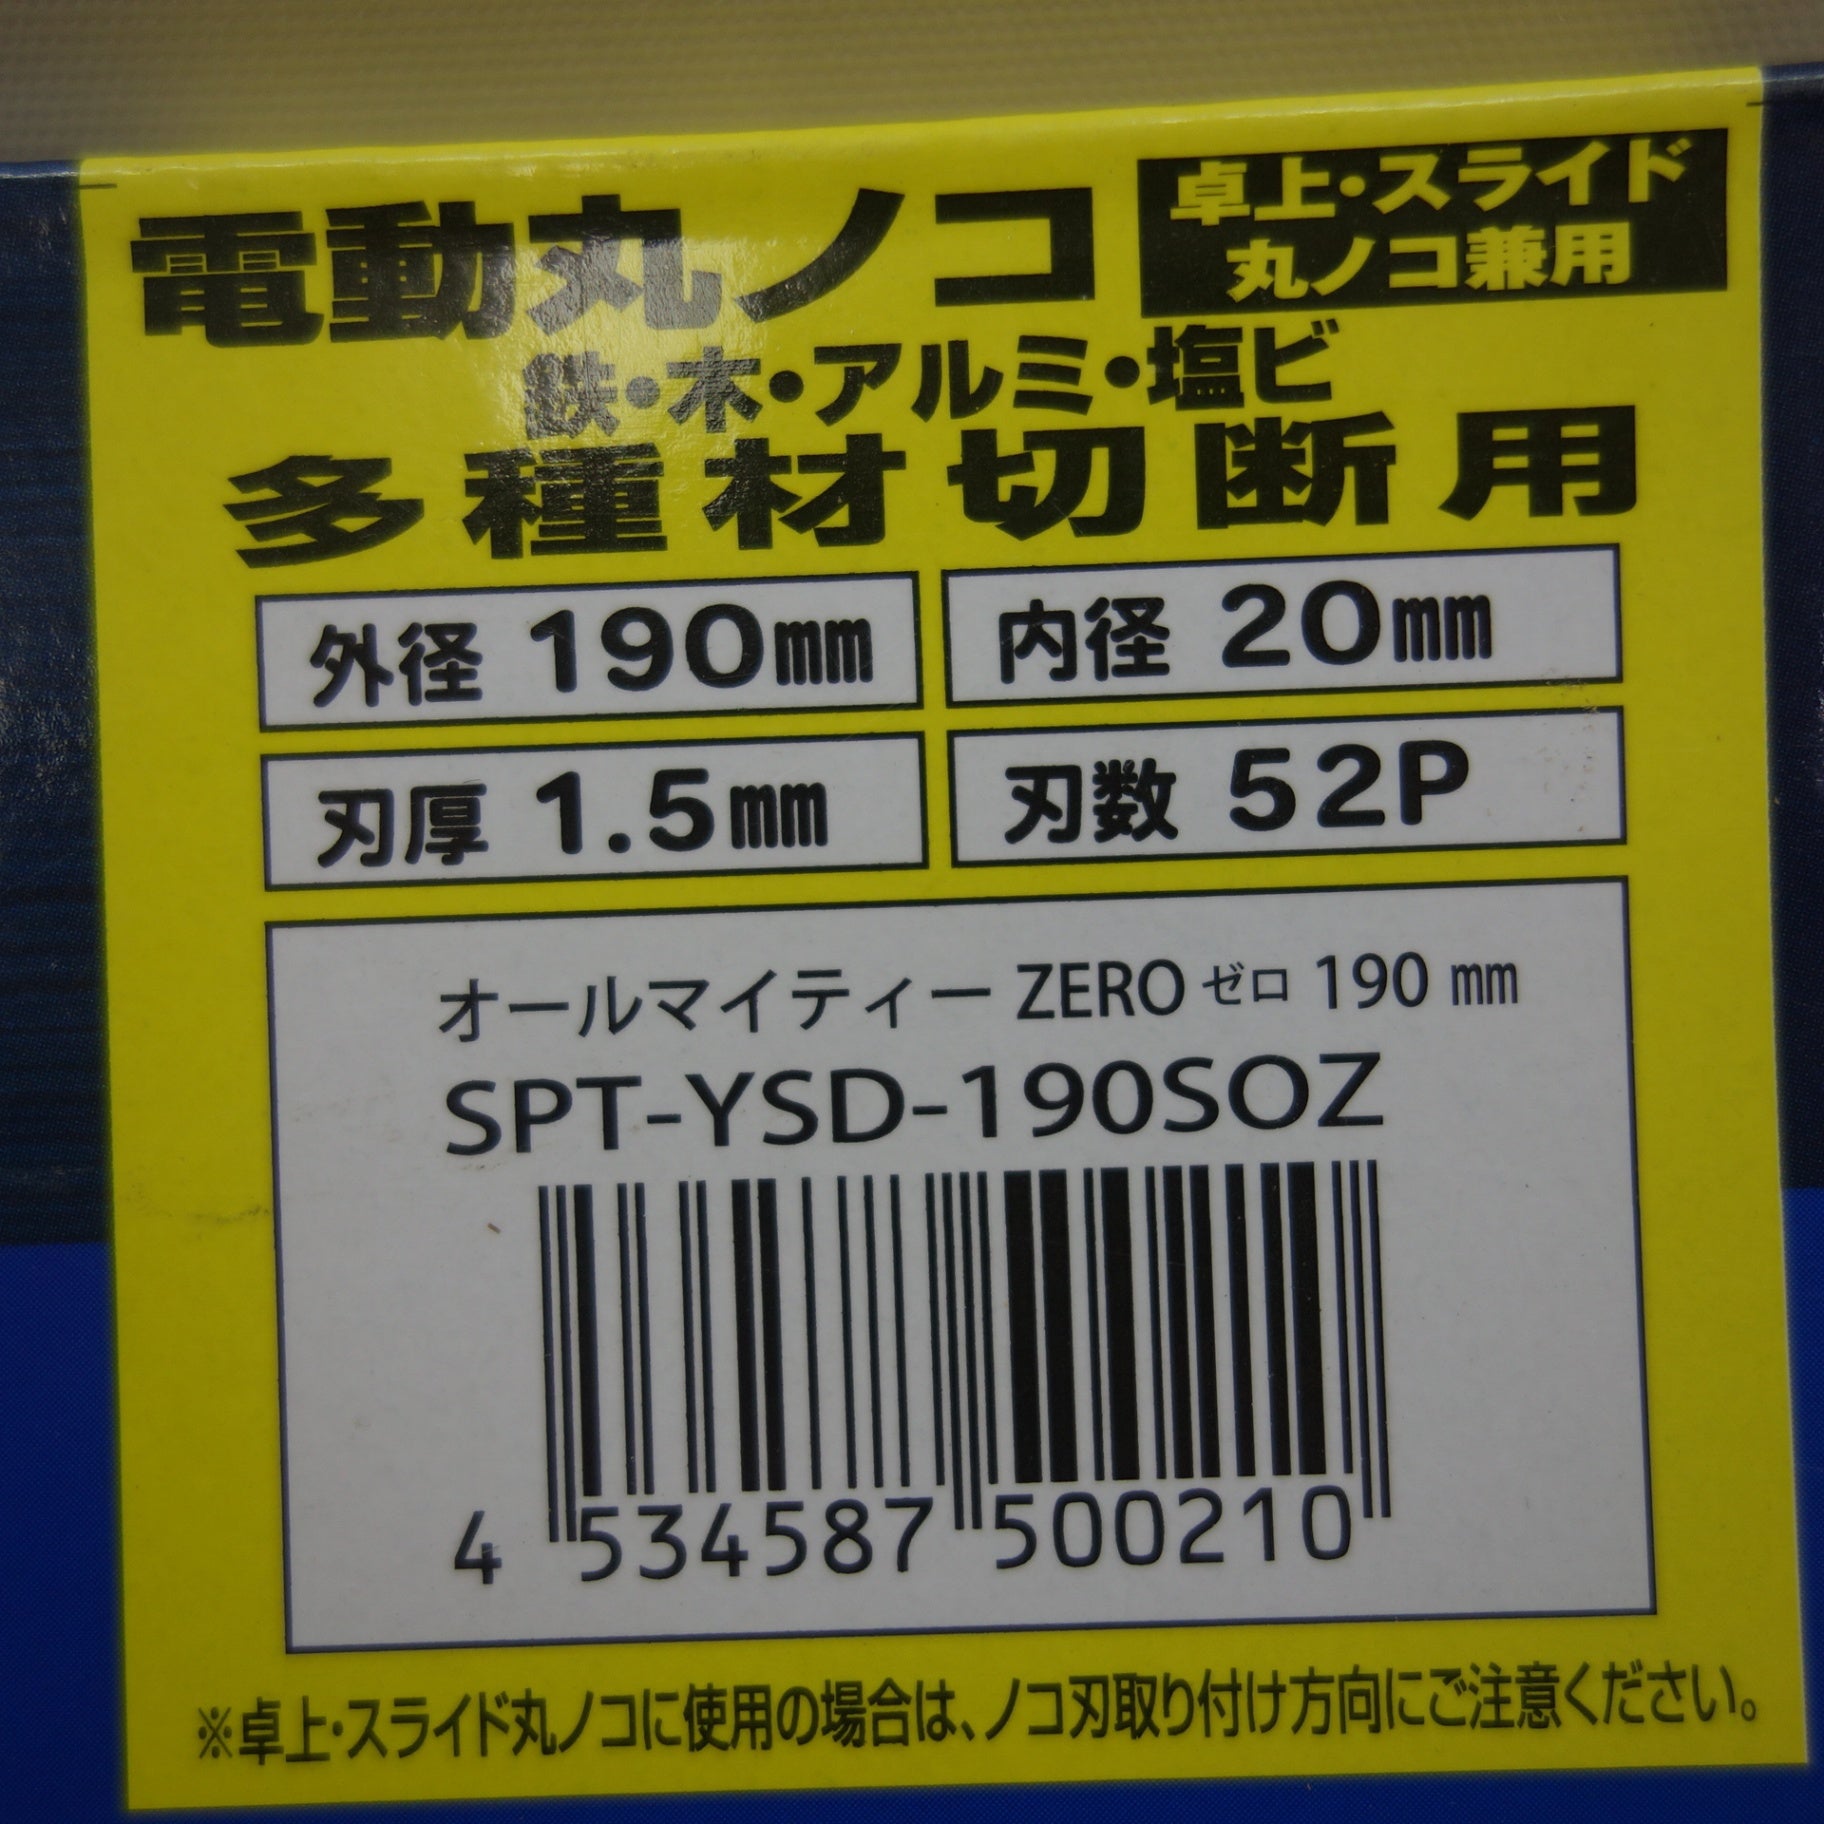 電動丸ノコ
卓上・スライド
丸ノコ兼用
鉄・木・アルミ・塩ビ
多種材切断用
外径 190㎜
内径 20㎜
刃厚 1.5㎜
刃数 52P
オールマイティー ZERO ゼロ 190 ㎜
SPT-YSD-190SOZ
4 534587 500210
※卓上・スライド丸ノコに使用の場合は、ノコ刃取り付け方向にご注意ください。